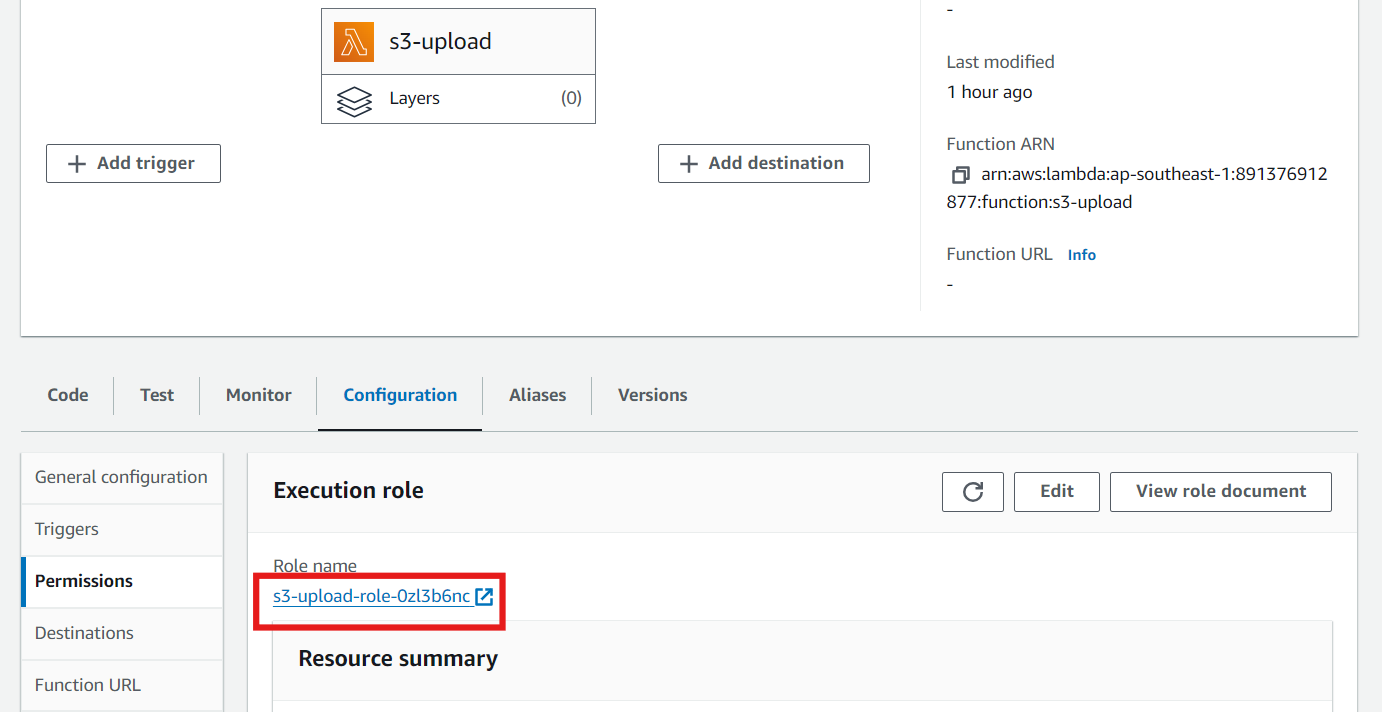 s3-upload
Layers
(0)
Add trigger
Add destination
-
Last modified
1 hour ago
Function ARN
arn:aws:lambda:ap-southeast-1:891376912
877:function:s3-upload
Function URL Info
-
Code Test Monitor Configuration Aliases Versions
General configuration
Triggers
Permissions
Destinations
Function URL
Execution role
Edit
View role document
Role name
s3-upload-role-0zl3b6nc
Resource summary